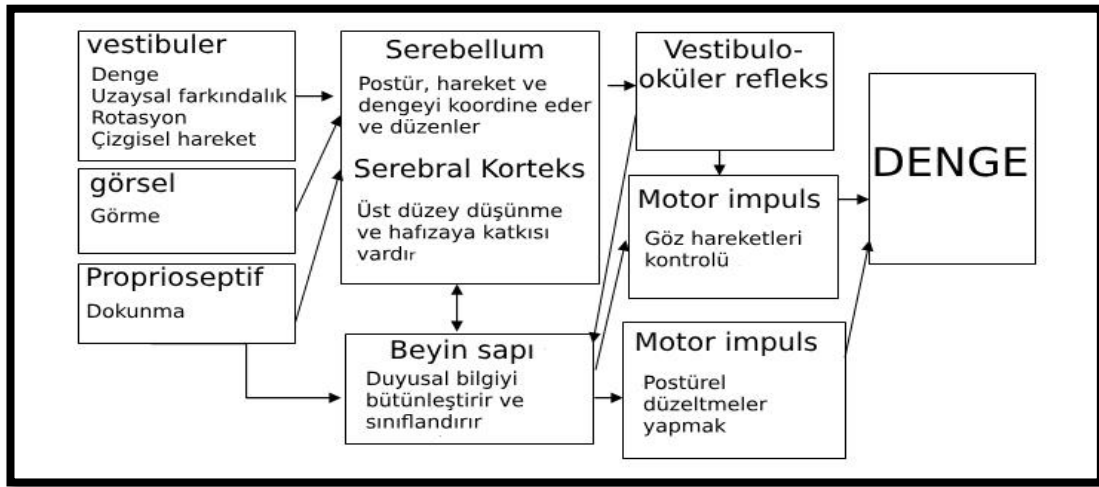 vestibuler
Denge
Uzaysal farkındalık
Rotasyon
Çizgisel hareket
görsel
Görme
Proprioseptif
Dokunma
Serebellum
Postür, hareket ve
dengeyi koordine eder
ve düzenler
Serebral Korteks
Üst düzey düşünme
ve hafızaya katkısı
vardır
Beyin sapı
Duyusal bilgiyi
bütünleştirir ve
sınıflandırır
Vestibulo-
oküler refleks
Motor impuls
Göz hareketleri
kontrolü
Motor impuls
Postürel
düzeltmeler
yapmak
DENGE